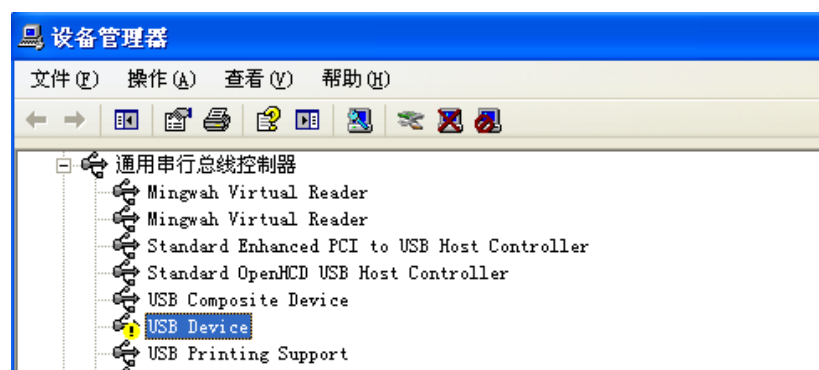 设备管理器
文件(F) 操作(A) 查看(V) 帮助(H)
通用串行总线控制器
Mingwah Virtual Reader
Mingwah Virtual Reader
Standard Enhanced PCI to USB Host Controller
Standard OpenHCD USB Host Controller
USB Composite Device
USB Device
USB Printing Support